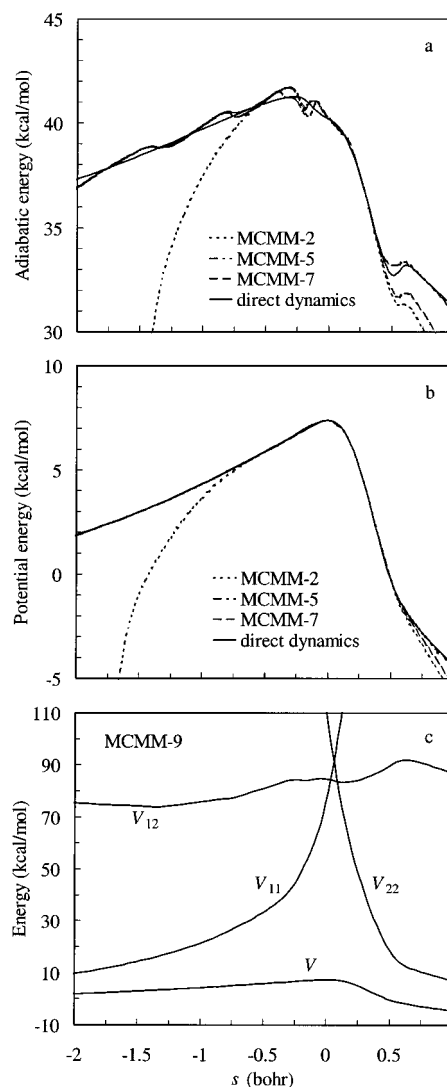 a
Adiabatic energy (kcal/mol)
40
35
30
MCMM-2
MCMM-5
MCMM-7
direct dynamics
b
Potential energy (kcal/mol)
10
5
0
-5
MCMM-2
MCMM-5
MCMM-7
direct dynamics
c
MCMM-9
Energy (kcal/mol)
110
90
70
50
30
10
-10
V12
V11
V22
V
-2 -1.5 -1 -0.5 0 0.5
s (bohr)